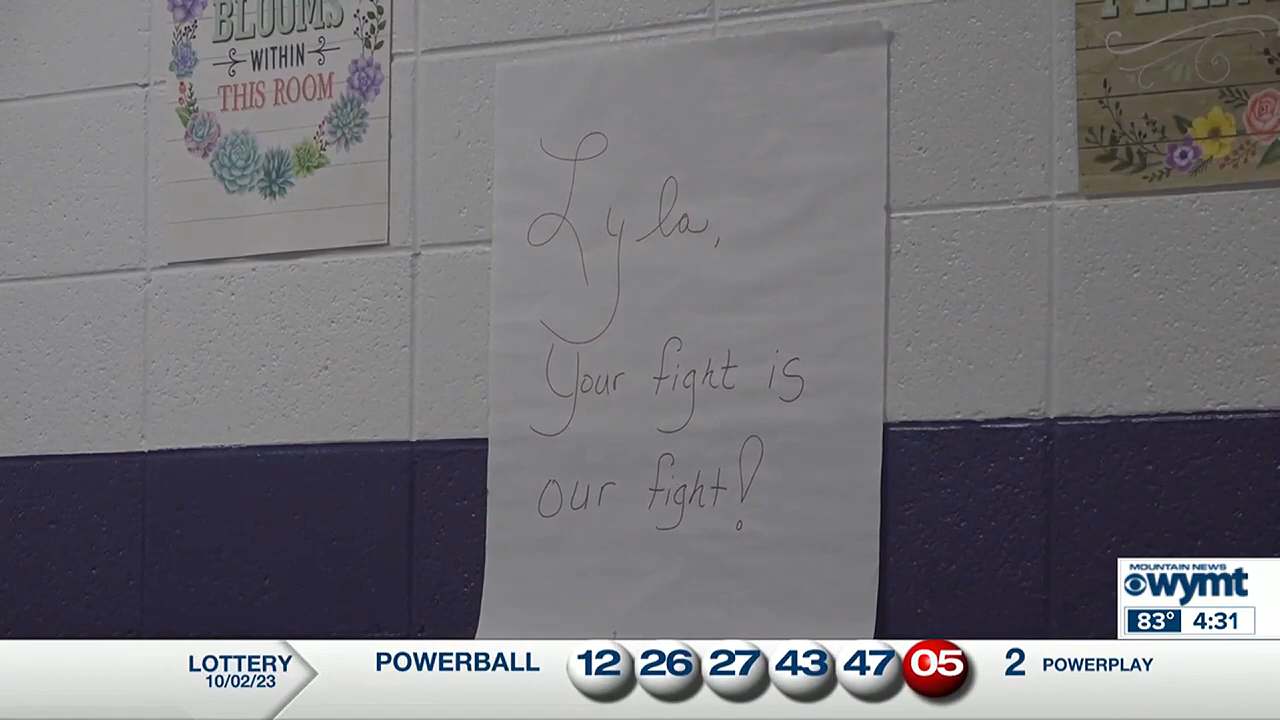 BLOOMS
WITHIN
THIS ROOM
Lyla,
Your fight is
our fight!
MOUNTAIN NEWS
wymt
83° 4:31
LOTTERY
10/02/23
POWERBALL 12 26 27 43 47 05 2 POWERPLAY